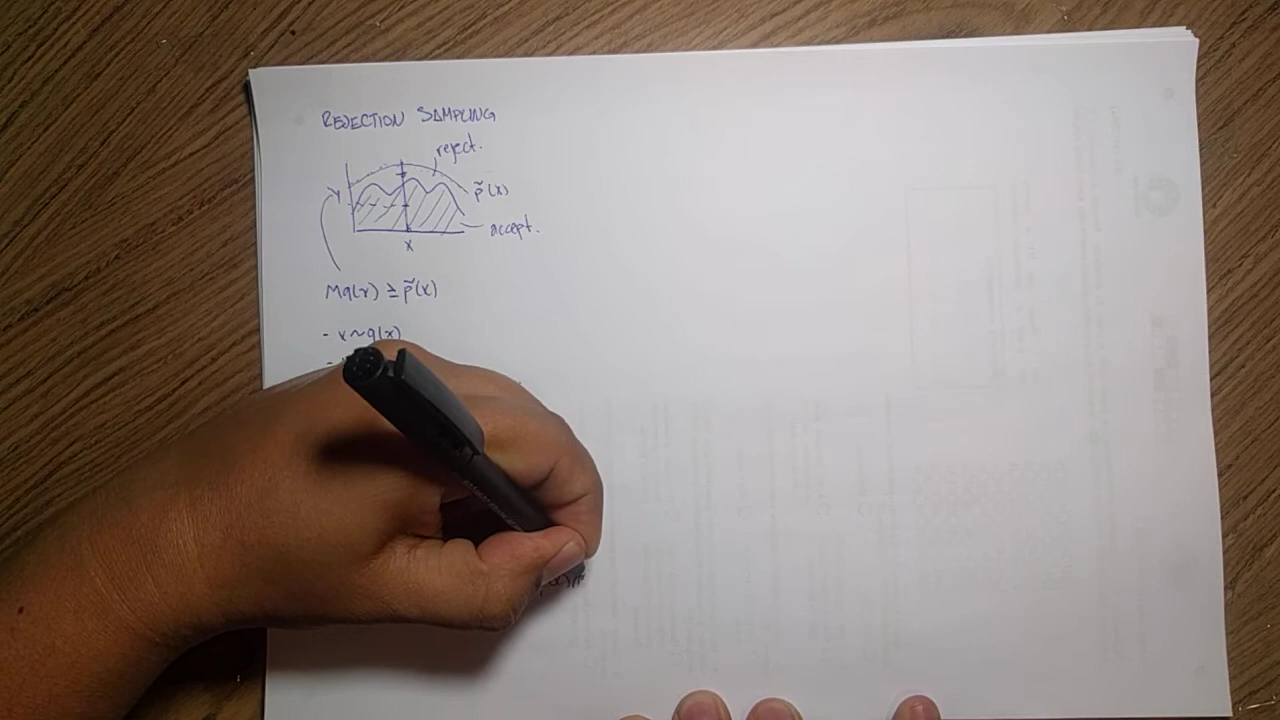 REJECTION SAMPLING
reject.
p̃(x)
accept.
x
Mq(x) ≥ p̃(x)
- x~q(x)
-